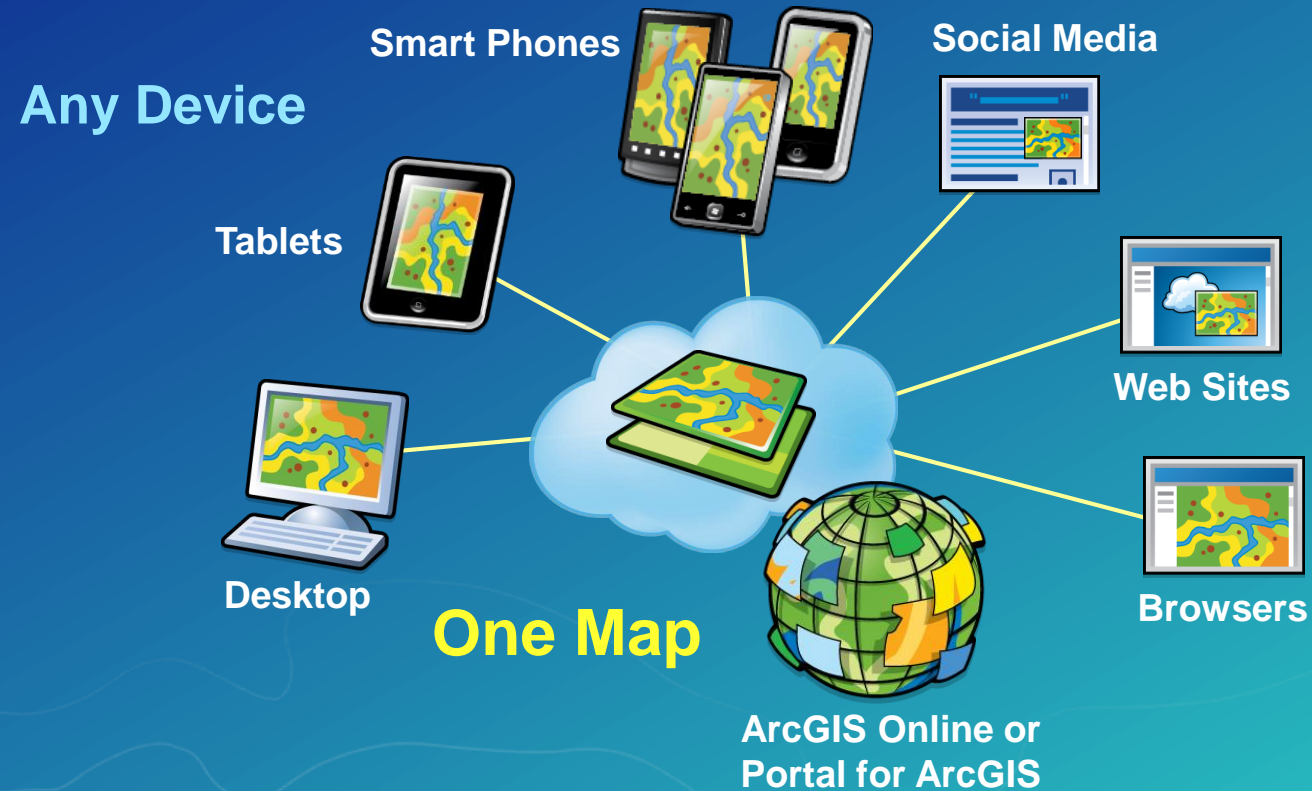 Smart Phones
Social Media
Any Device
Tablets
Web Sites
Desktop
Browsers
One Map
ArcGIS Online or
Portal for ArcGIS